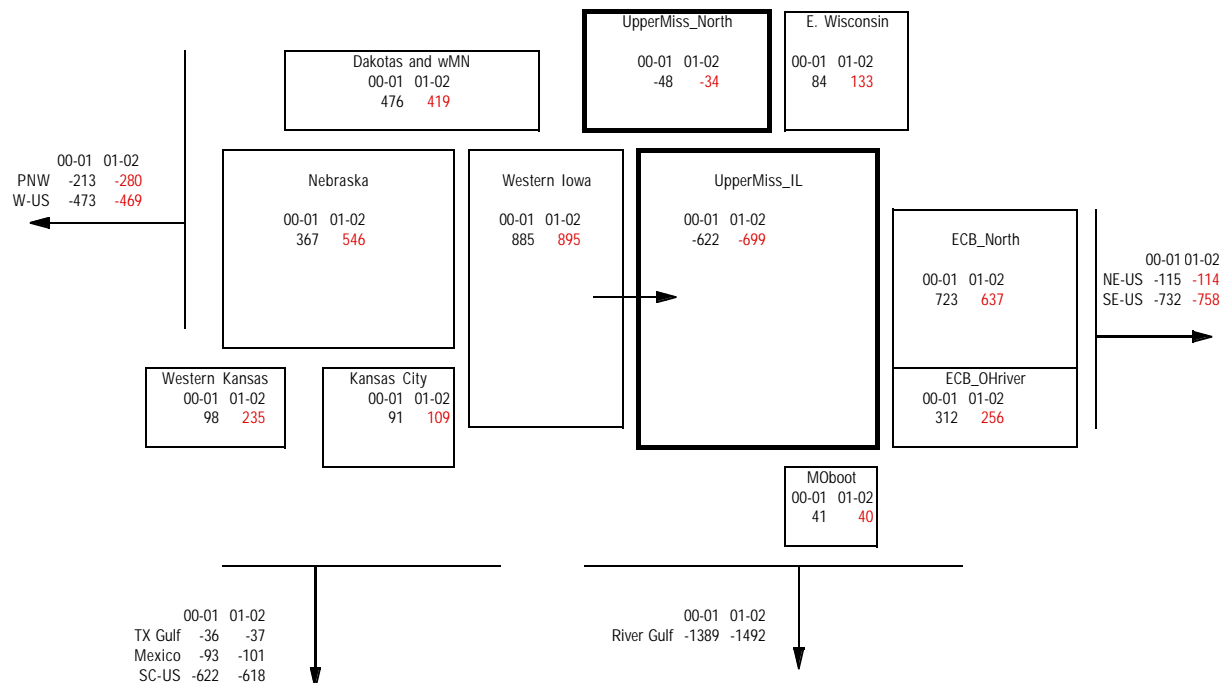 UpperMiss_North
00-01 01-02
-48 -34
E. Wisconsin
00-01 01-02
84 133
Dakotas and wMN
00-01 01-02
476 419
00-01 01-02
PNW -213 -280
W-US -473 -469
Nebraska
00-01 01-02
367 546
Western Iowa
00-01 01-02
885 895
UpperMiss_IL
00-01 01-02
-622 -699
ECB_North
00-01 01-02
723 637
00-01 01-02
NE-US -115 -114
SE-US -732 -758
Western Kansas
00-01 01-02
98 235
Kansas City
00-01 01-02
91 109
ECB_OHriver
00-01 01-02
312 256
MOboot
00-01 01-02
41 40
00-01 01-02
TX Gulf -36 -37
Mexico -93 -101
SC-US -622 -618
00-01 01-02
River Gulf -1389 -1492